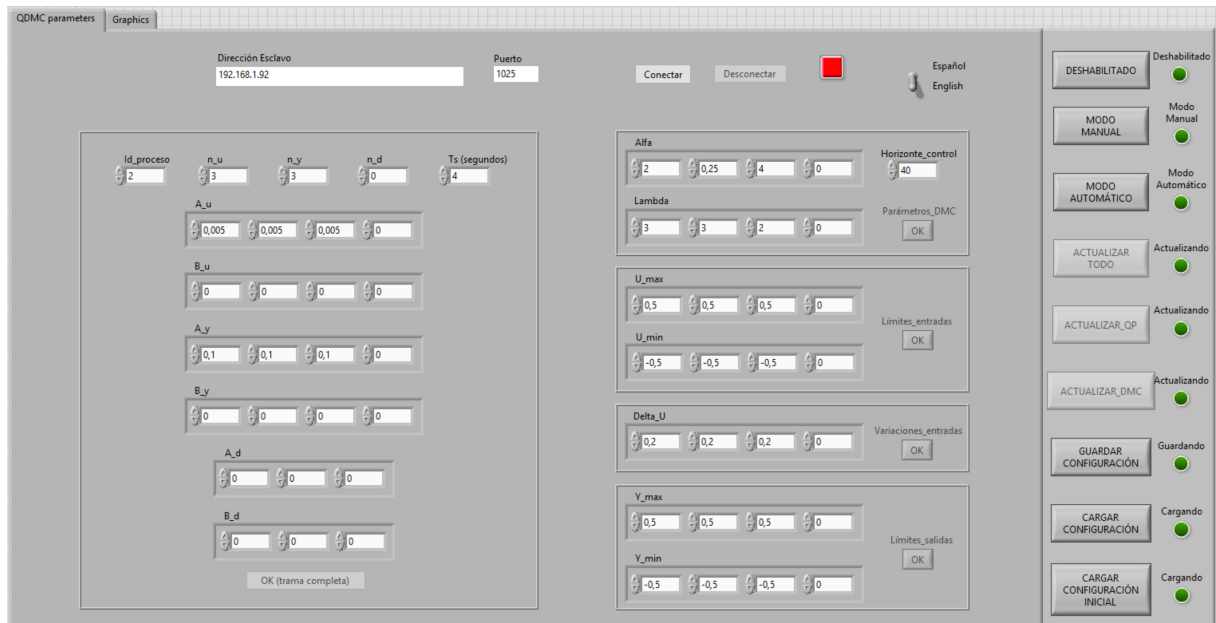 QDMC parameters Graphics
Dirección Esclavo
192.168.1.92
Puerto
1025
Conectar
Desconectar
Español
English
Id_proceso n_u n_y n_d Ts (segundos)
2 3 3 0 4
A_u
0,005 0,005 0,005 0
B_u
0 0 0 0
A_y
0,1 0,1 0,1 0
B_y
0 0 0 0
A_d
0 0 0
B_d
0 0 0
OK (trama completa)
Alfa
2 0,25 4 0
Horizonte_control
40
Lambda
3 3 2 0
Parámetros_DMC
OK
U_max
0,5 0,5 0,5 0
U_min
-0,5 -0,5 -0,5 0
Límites_entradas
OK
Delta_U
0,2 0,2 0,2 0
Variaciones_entradas
OK
Y_max
0,5 0,5 0,5 0
Y_min
-0,5 -0,5 -0,5 0
Límites_salidas
OK
DESHABILITADO
Deshabilitado
MODO
MANUAL
Modo
Manual
MODO
AUTOMÁTICO
Modo
Automático
ACTUALIZAR
TODO
Actualizando
ACTUALIZAR_QP
Actualizando
ACTUALIZAR_DMC
Actualizando
GUARDAR
CONFIGURACIÓN
Guardando
CARGAR
CONFIGURACIÓN
Cargando
CARGAR
CONFIGURACIÓN
INICIAL
Cargando